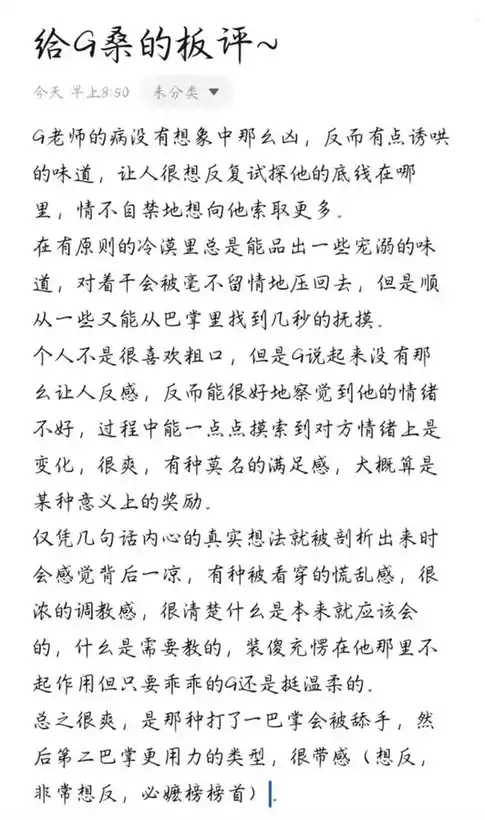 给G桑的板评~
今天 早上8:50 未分类
G老师的病没有想象中那么凶，反而有点诱哄
的味道，让人很想反复试探他的底线在哪
里，情不自禁地想向他索取更多。
在有原则的冷漠里总是能品出一些宠溺的味
道，对着干会被毫不留情地压回去，但是顺
从一些又能从巴掌里找到几秒的抚摸。
个人不是很喜欢粗口，但是G说起来没有那
么让人反感，反而能很好地察觉到他的情绪
不好，过程中能一点点摸索到对方情绪上是
变化，很爽，有种莫名的满足感，大概算是
某种意义上的奖励。
仅凭几句话内心的真实想法就被剖析出来时
会感觉背后一凉，有种被看穿的慌乱感，很
浓的调教感，很清楚什么是本来就应该会
的，什么是需要教的，装傻充愣在他那里不
起作用但只要乖乖的G还是挺温柔的。
总之很爽，是那种打了一巴掌会被舔手，然
后第二巴掌更用力的类型，很带感（想反，
非常想反，必嬷榜榜首）